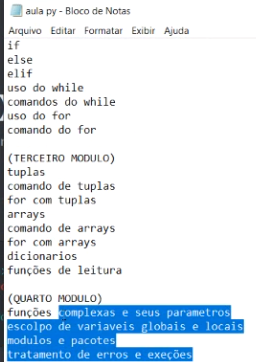 aula py - Bloco de Notas
Arquivo Editar Formatar Exibir Ajuda
if
else
elif
uso do while
comandos do while
uso do for
comando do for
(TERCEIRO MODULO)
tuplas
comando de tuplas
for com tuplas
arrays
comando de arrays
for com arrays
dicionarios
funções de leitura
(QUARTO MODULO)
funções complexas e seus parametros
escolpo de variaveis globais e locais
modulos e pacotes
tratamento de erros e exeções